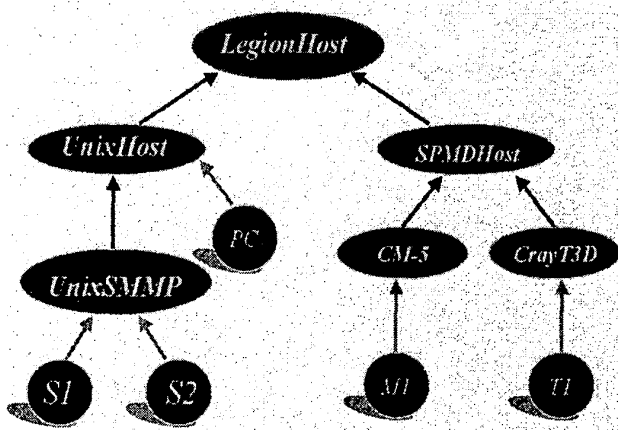 LegionHost
UnixHost
SPMDHost
PC
CM-5
CrayT3D
UnixSMMP
S1
S2
M1
T1